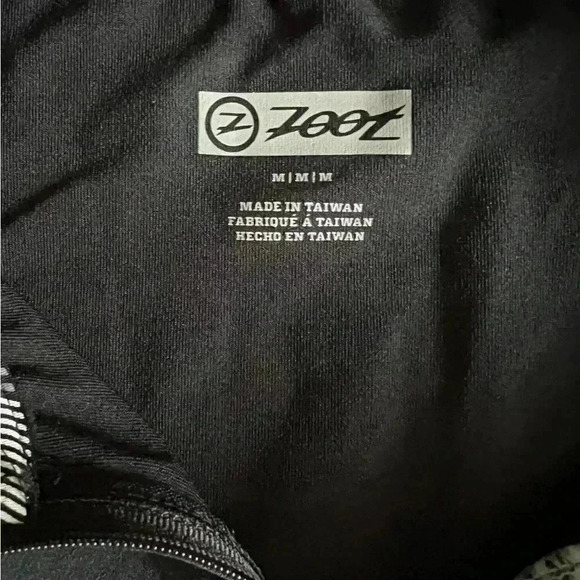 Z ZOOT
M|M|M
MADE IN TAIWAN
FABRIQUÉ Á TAIWAN
HECHO EN TAIWAN